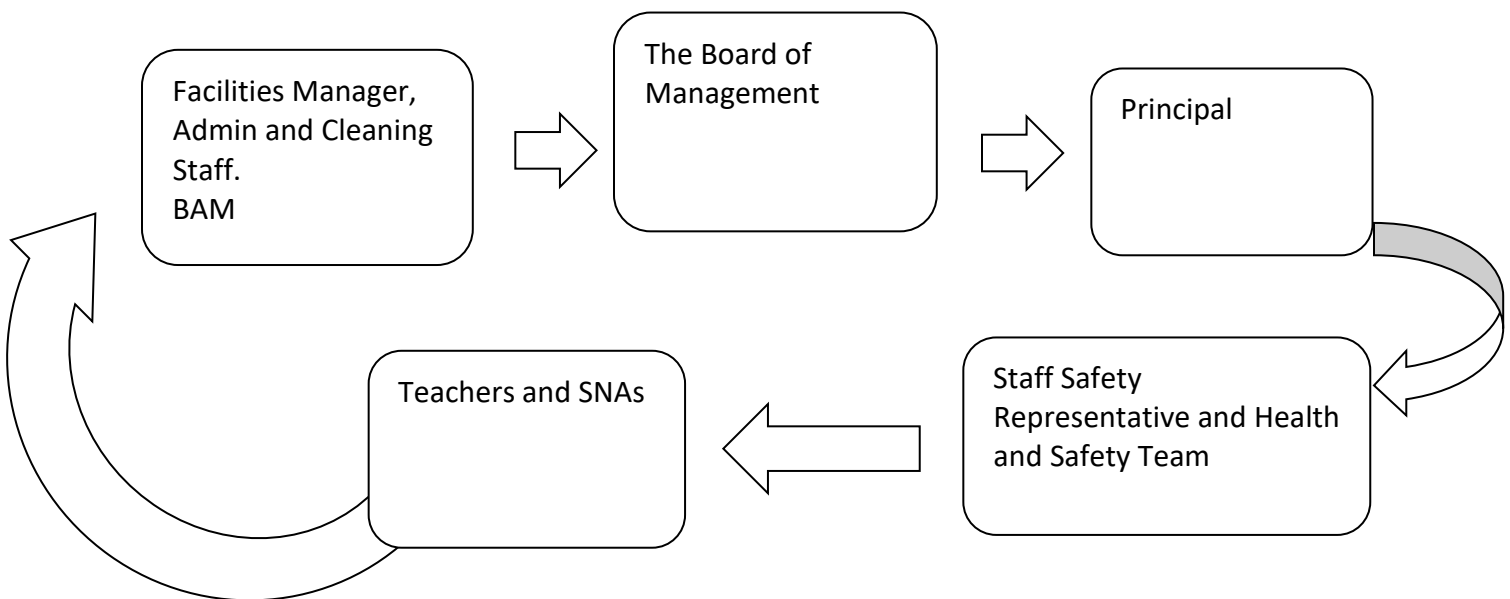 Facilities Manager,
Admin and Cleaning
Staff.
BAM
The Board of
Management
Principal
Staff Safety
Representative and Health
and Safety Team
Teachers and SNAs